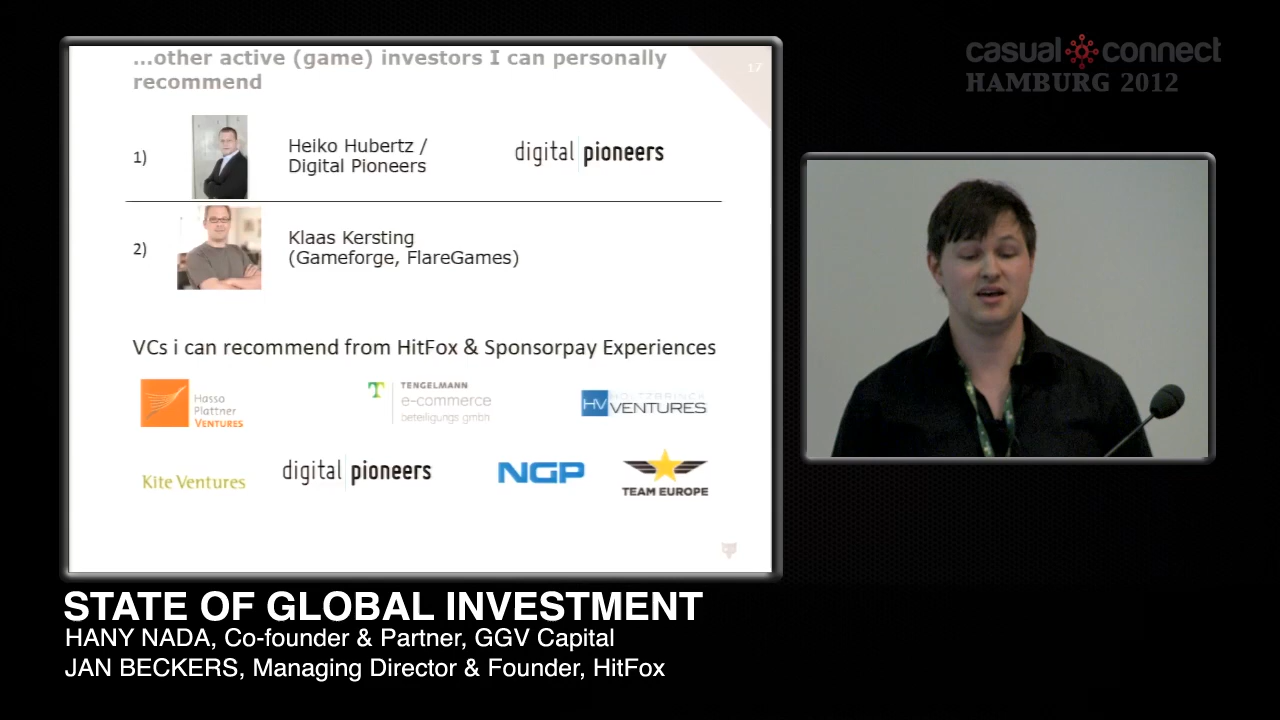 ...other active (game) investors I can personally
recommend
17
1)
Heiko Hubertz /
Digital Pioneers
digital pioneers
2)
Klaas Kersting
(Gameforge, FlareGames)
VCs i can recommend from HitFox & Sponsorpay Experiences
Hasso
Plattner
VENTURES
TENGELMANN
e-commerce
beteiligungs gmbh
HV
HOLTZBRINCK
VENTURES
Kite Ventures
digital pioneers
NGP
TEAM EUROPE
casual connect
HAMBURG 2012
STATE OF GLOBAL INVESTMENT
HANY NADA, Co-founder & Partner, GGV Capital
JAN BECKERS, Managing Director & Founder, HitFox